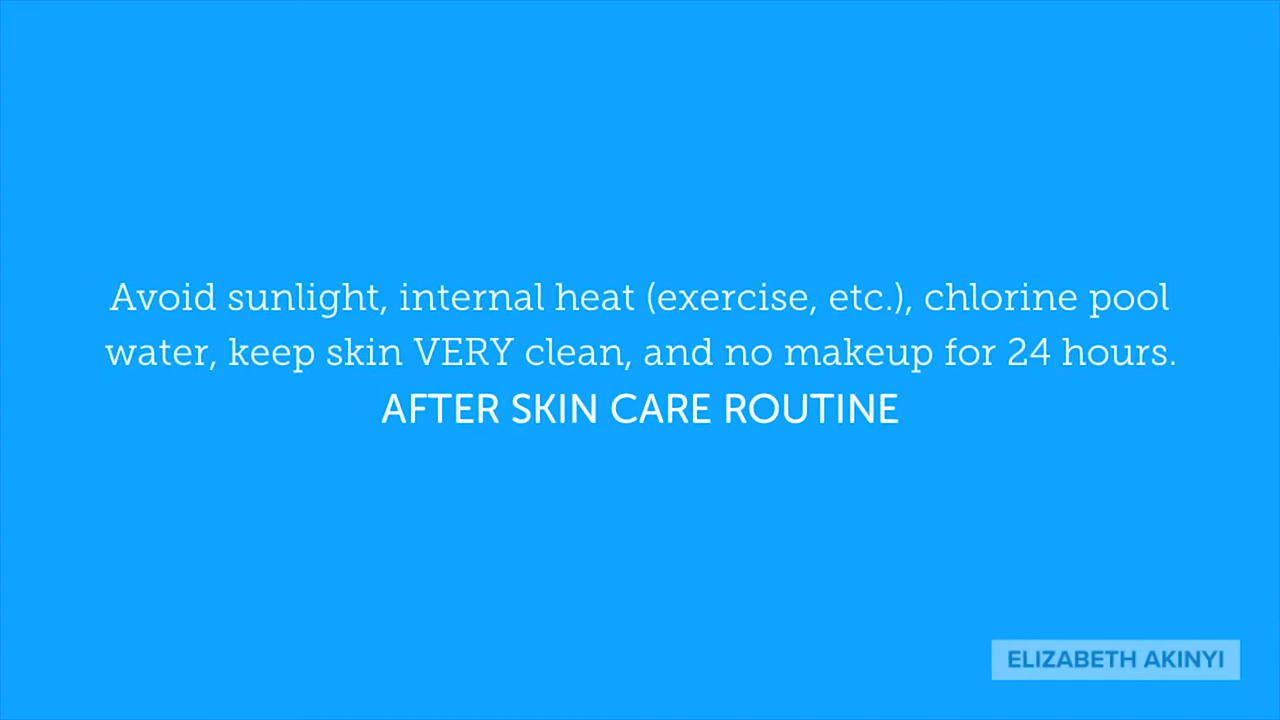 Avoid sunlight, internal heat (exercise, etc.), chlorine pool
water, keep skin VERY clean, and no makeup for 24 hours.
AFTER SKIN CARE ROUTINE
ELIZABETH AKINYI